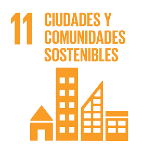 11 CIUDADES Y
COMUNIDADES
SOSTENIBLES